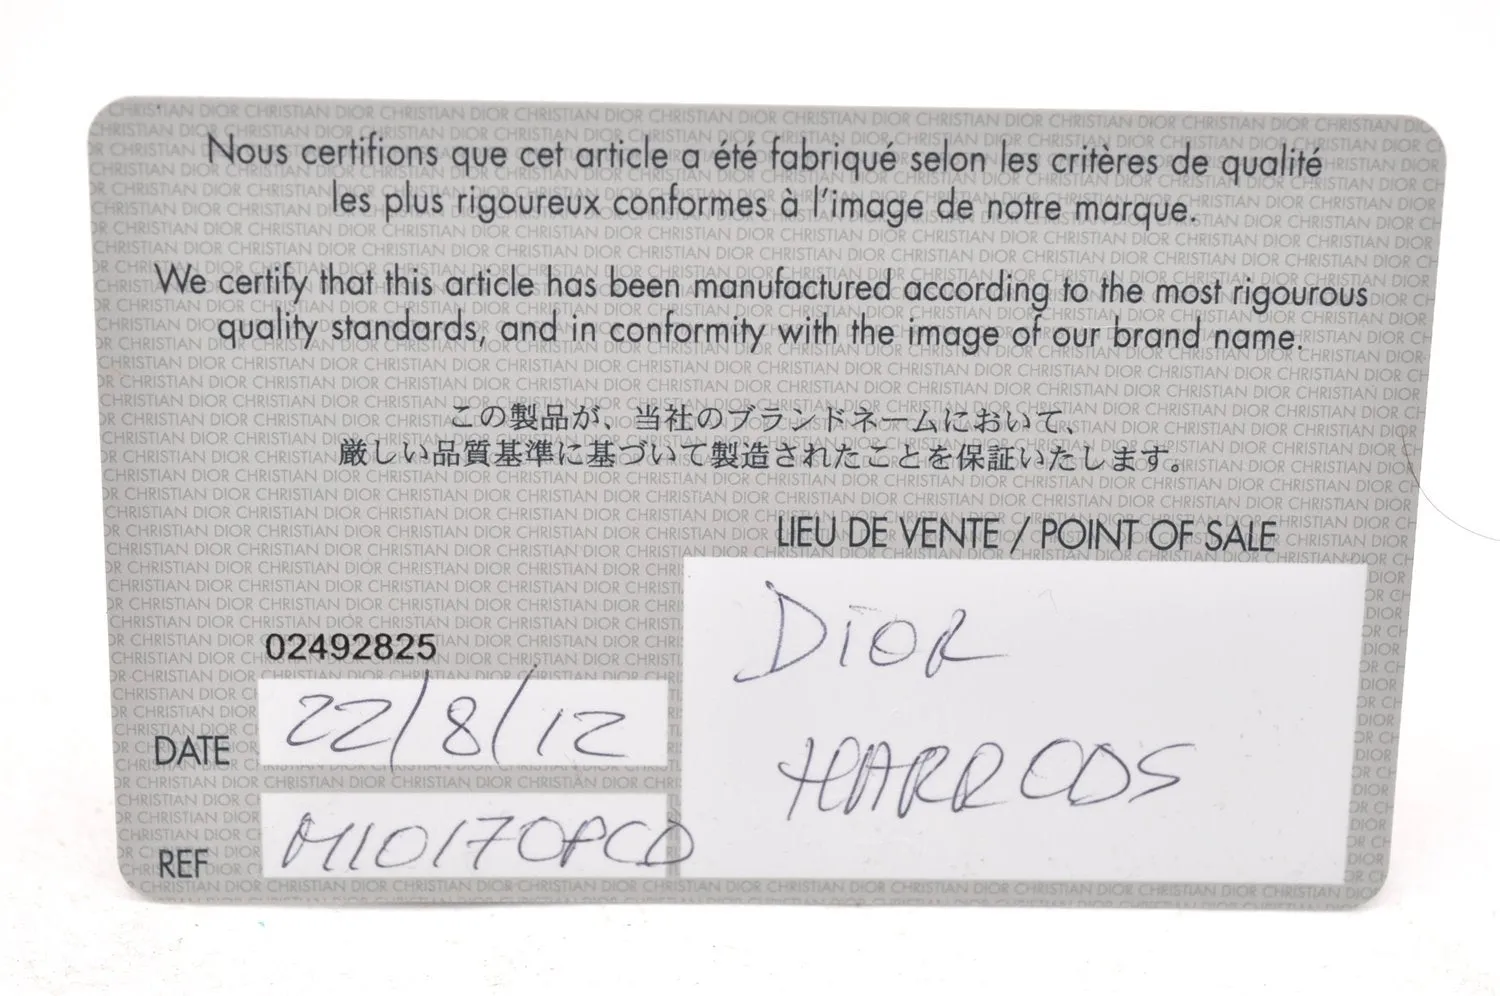 Nous certifions que cet article a été fabriqué selon les critères de qualité
les plus rigoureux conformes à l'image de notre marque.
We certify that this article has been manufactured according to the most rigourous
quality standards, and in conformity with the image of our brand name.
この製品が、当社のブランドネームにおいて、
厳しい品質基準に基づいて製造されたことを保証いたします。
LIEU DE VENTE / POINT OF SALE
DIOR
HARRODS
02492825
DATE 22/8/12
REF M10170PCD